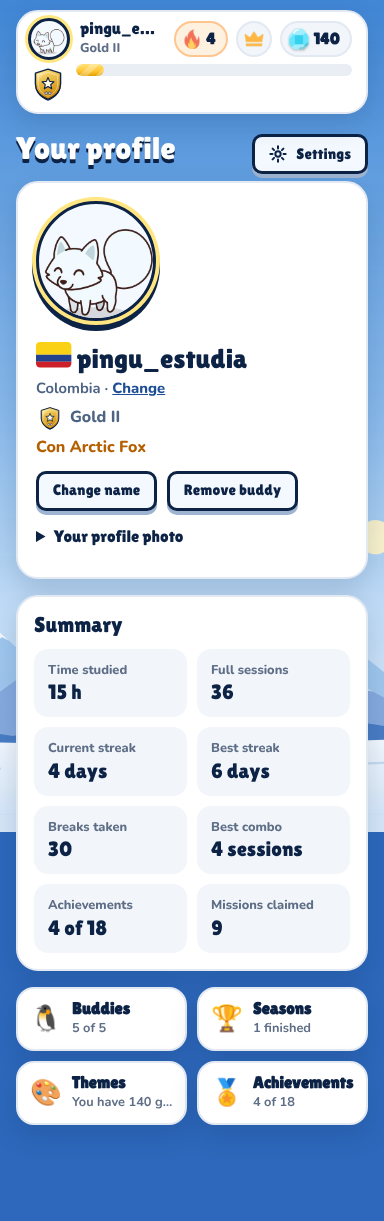 pingu_e...
Gold II
4
140
Your profile
Settings
pingu_estudia
Colombia · Change
Gold II
Con Arctic Fox
Change name
Remove buddy
Your profile photo
Summary
Time studied
15 h
Full sessions
36
Current streak
4 days
Best streak
6 days
Breaks taken
30
Best combo
4 sessions
Achievements
4 of 18
Missions claimed
9
Buddies
5 of 5
Seasons
1 finished
Themes
You have 140 g...
Achievements
4 of 18